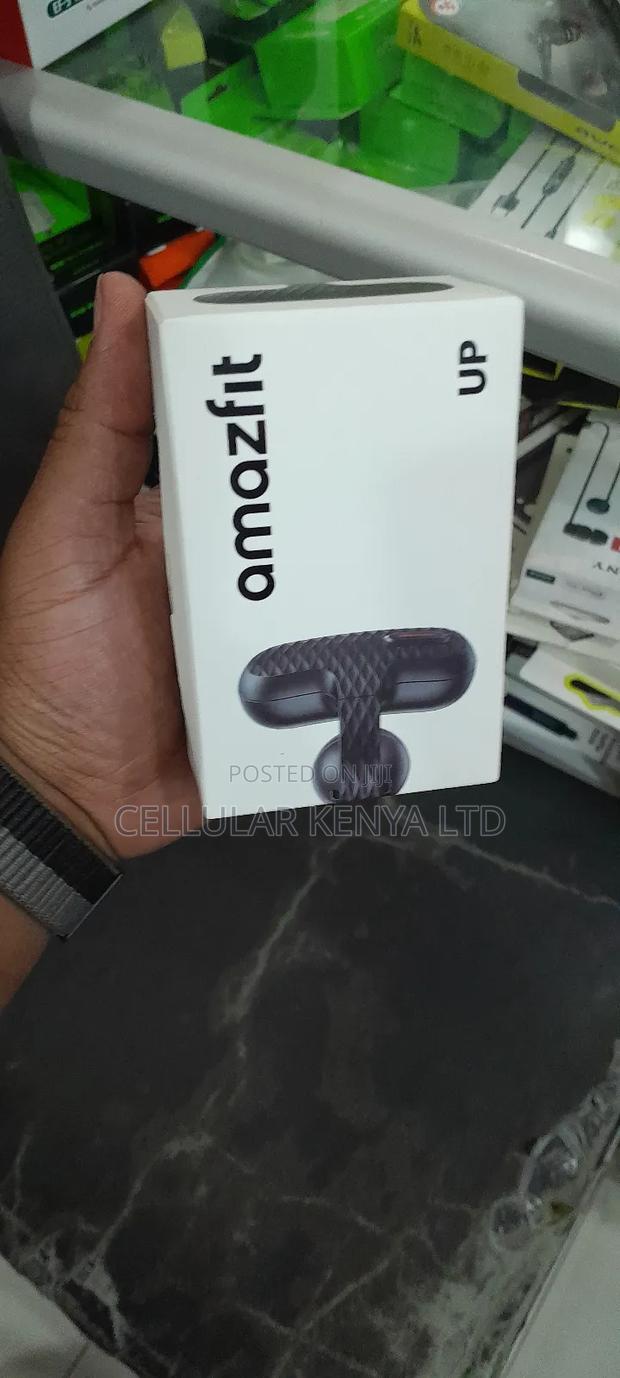 amazfit
UP
POSTED ON JIJI
CELLULAR KENYA LTD